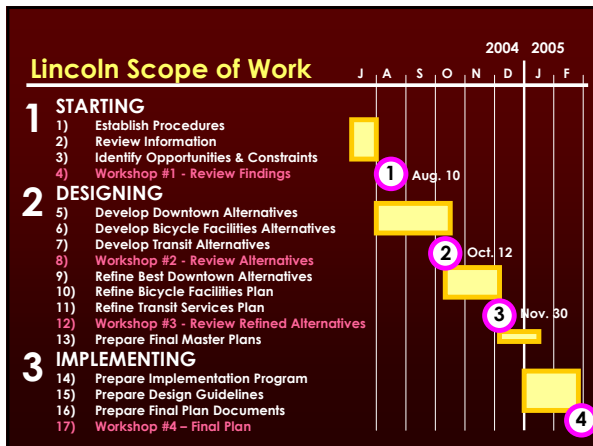 2004 2005
Lincoln Scope of Work J A S O N D J F
1 STARTING
1) Establish Procedures
2) Review Information
3) Identify Opportunities & Constraints
4) Workshop #1 - Review Findings
1 Aug. 10
2 DESIGNING
5) Develop Downtown Alternatives
6) Develop Bicycle Facilities Alternatives
7) Develop Transit Alternatives
8) Workshop #2 - Review Alternatives
2 Oct. 12
9) Refine Best Downtown Alternatives
10) Refine Bicycle Facilities Plan
11) Refine Transit Services Plan
12) Workshop #3 - Review Refined Alternatives
3 Nov. 30
13) Prepare Final Master Plans
3 IMPLEMENTING
14) Prepare Implementation Program
15) Prepare Design Guidelines
16) Prepare Final Plan Documents
17) Workshop #4 – Final Plan
4